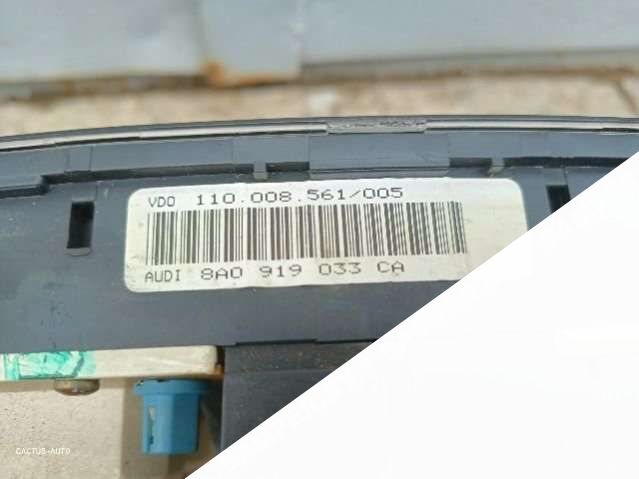 VDO 110.008.561/005
AUDI 8A0 919 033 CA
CACTUS-AUTO